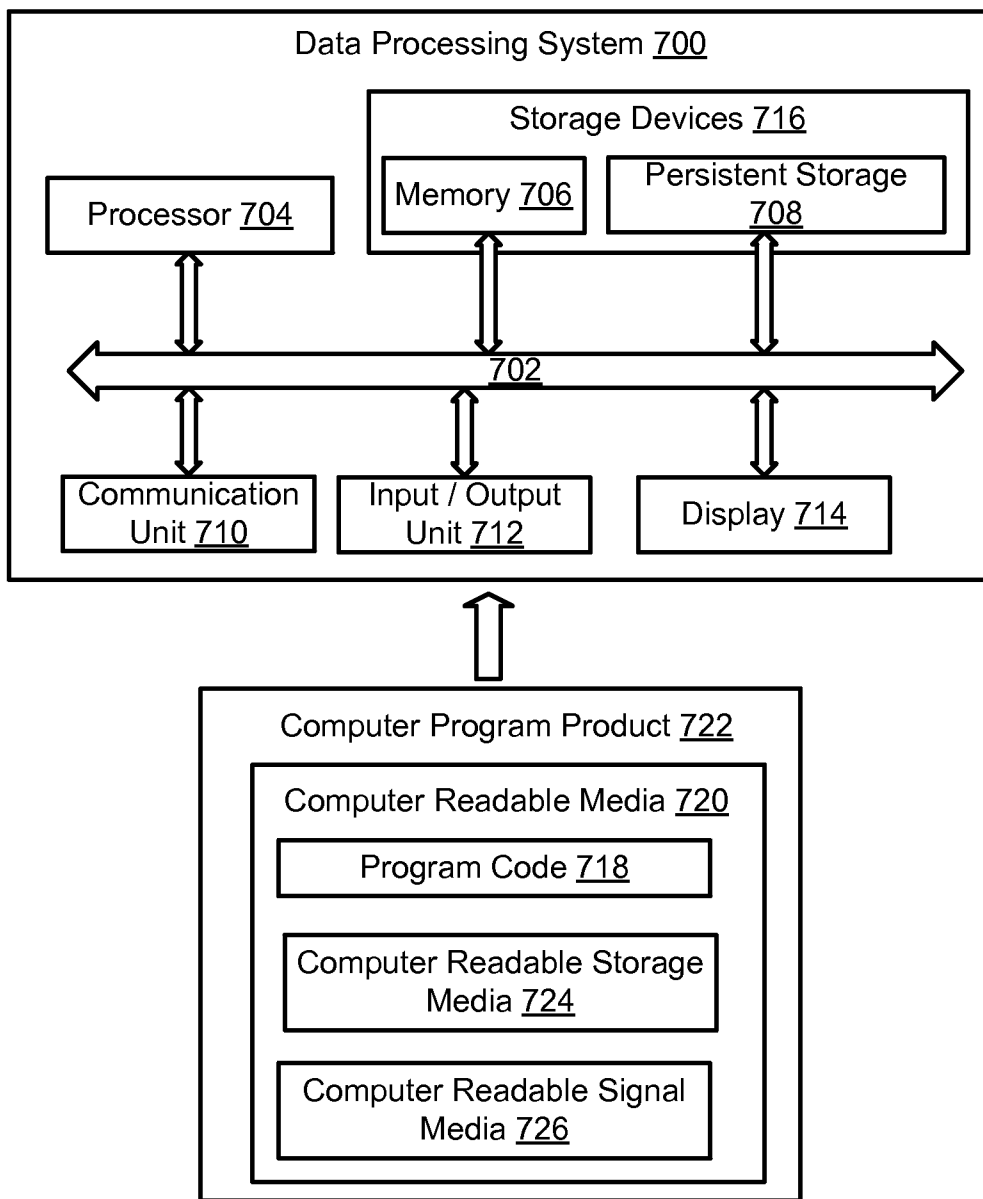 Data Processing System 700
Storage Devices 716
Processor 704
Memory 706
Persistent Storage
708
702
Communication
Unit 710
Input / Output
Unit 712
Display 714
Computer Program Product 722
Computer Readable Media 720
Program Code 718
Computer Readable Storage
Media 724
Computer Readable Signal
Media 726